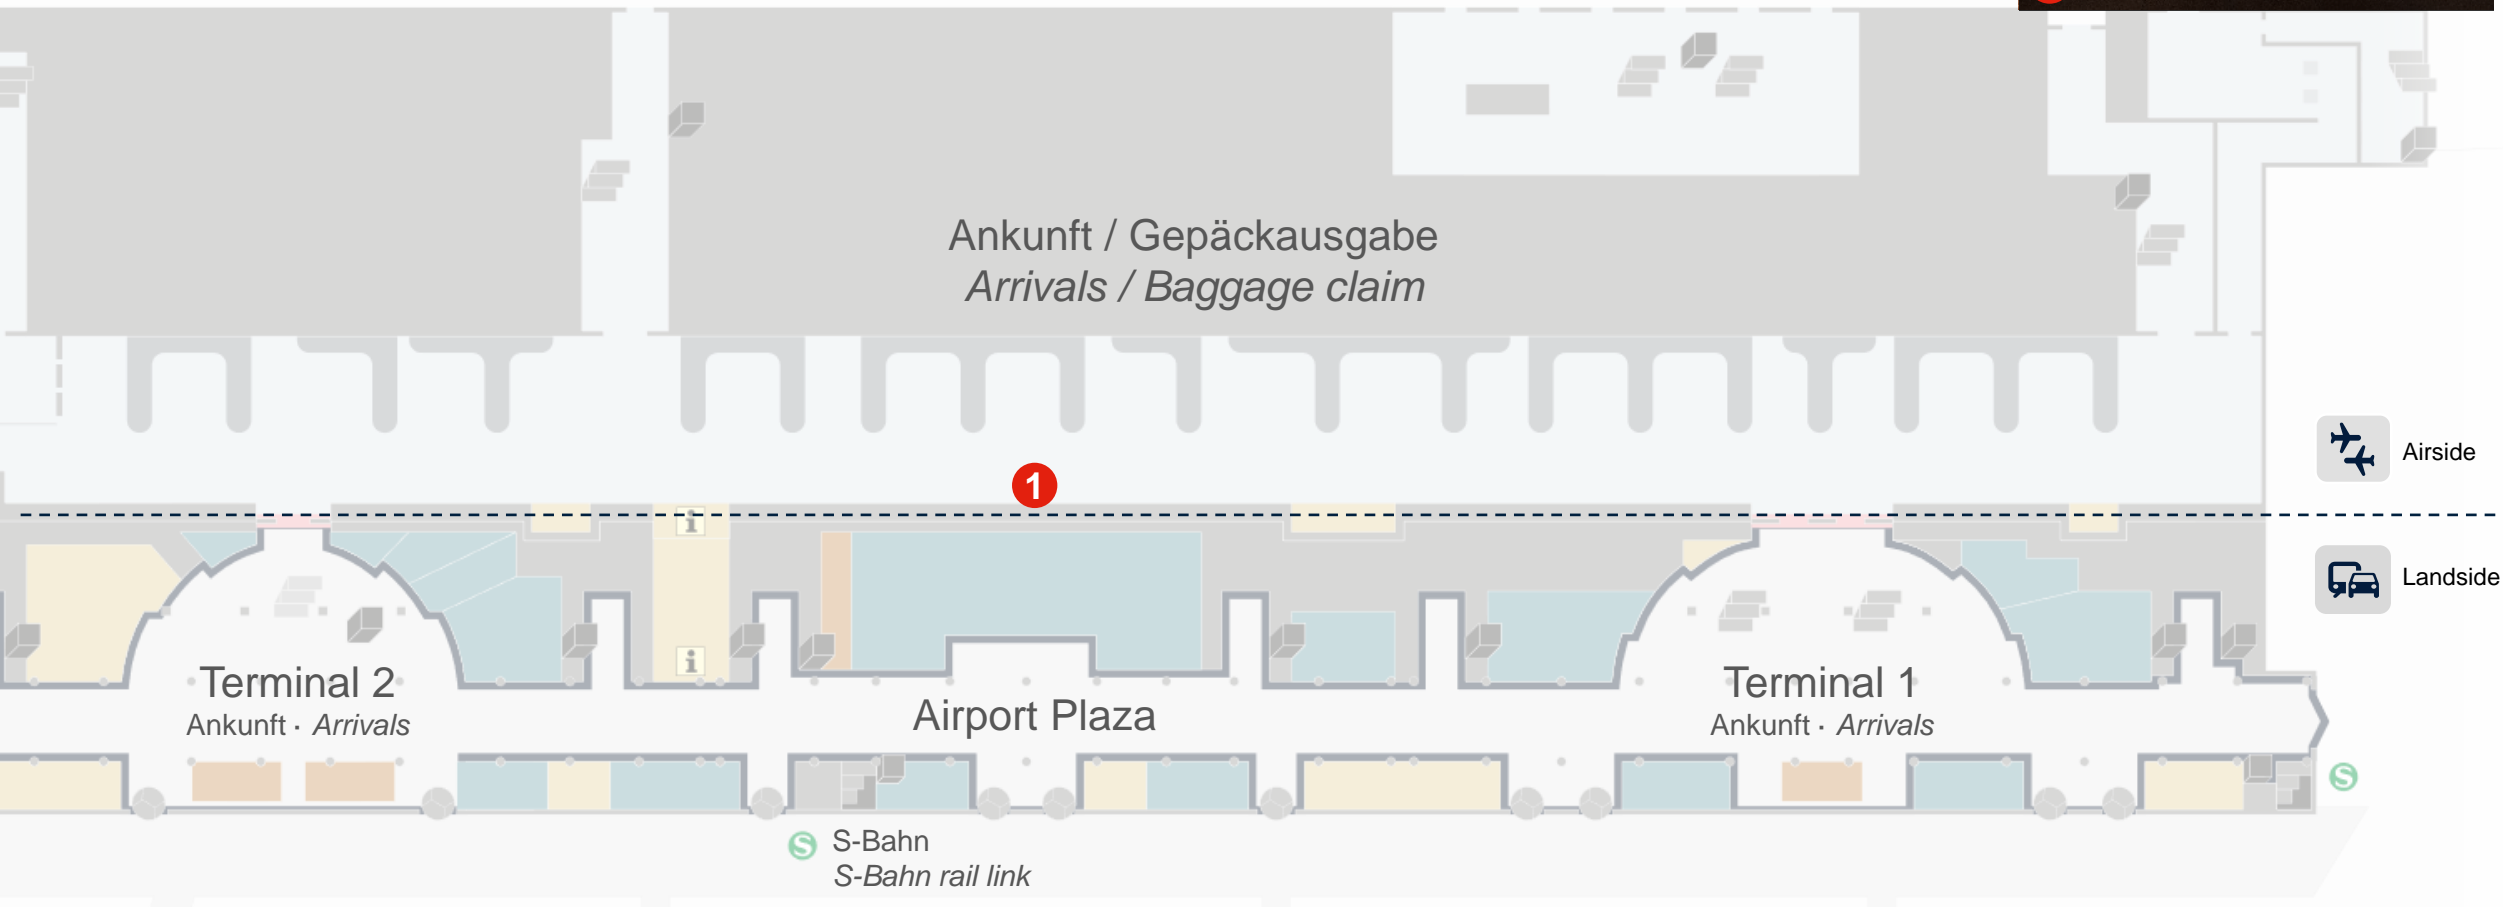 Ankunft / Gepäckausgabe
Arrivals / Baggage claim
Airside
1
i
Landside
i
Terminal 2
Ankunft · Arrivals
Airport Plaza
Terminal 1
Ankunft · Arrivals
S
S
S-Bahn
S-Bahn rail link